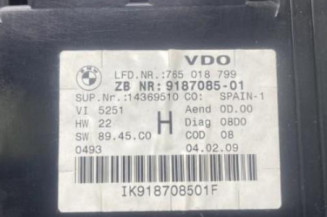 VDO
LFD.NR.:765 018 799
ZB NR: 9187085-01
SUP.Nr.:14369510 CO: SPAIN-1
VI 5251 Aend 0D.00
HW 22 H Diag 08D0
SW 89.45.C0 COD 08
0493 04.02.09
IK918708501F